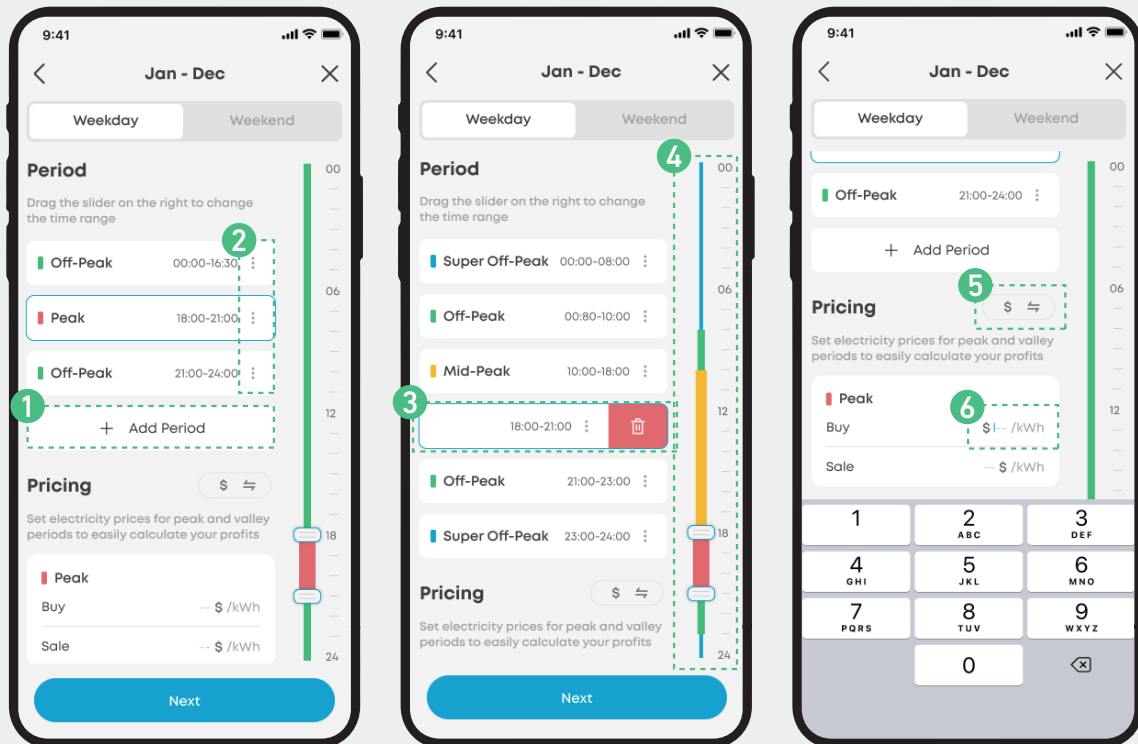 9:41
Jan - Dec
Weekday Weekend
Period
00
Drag the slider on the right to change
the time range
2
Off-Peak 00:00-16:30
06
Peak 18:00-21:00
Off-Peak 21:00-24:00
1
12
+ Add Period
Pricing $
Set electricity prices for peak and valley
periods to easily calculate your profits
18
Peak
Buy -- $ /kWh
Sale -- $ /kWh
24
Next
9:41
Jan - Dec
Weekday Weekend
4
Period
00
Drag the slider on the right to change
the time range
Super Off-Peak 00:00-08:00
06
Off-Peak 00:80-10:00
Mid-Peak 10:00-18:00
3
12
18:00-21:00
Off-Peak 21:00-23:00
Super Off-Peak 23:00-24:00
18
Pricing $
Set electricity prices for peak and valley
periods to easily calculate your profits
24
Next
9:41
Jan - Dec
Weekday Weekend
00
Off-Peak 21:00-24:00
+ Add Period
5
06
Pricing $
Set electricity prices for peak and valley
periods to easily calculate your profits
Peak
6
12
Buy $ -- /kWh
Sale -- $ /kWh
1 2 3
ABC DEF
4 5 6
GHI JKL MNO
7 8 9
PQRS TUV WXYZ
0